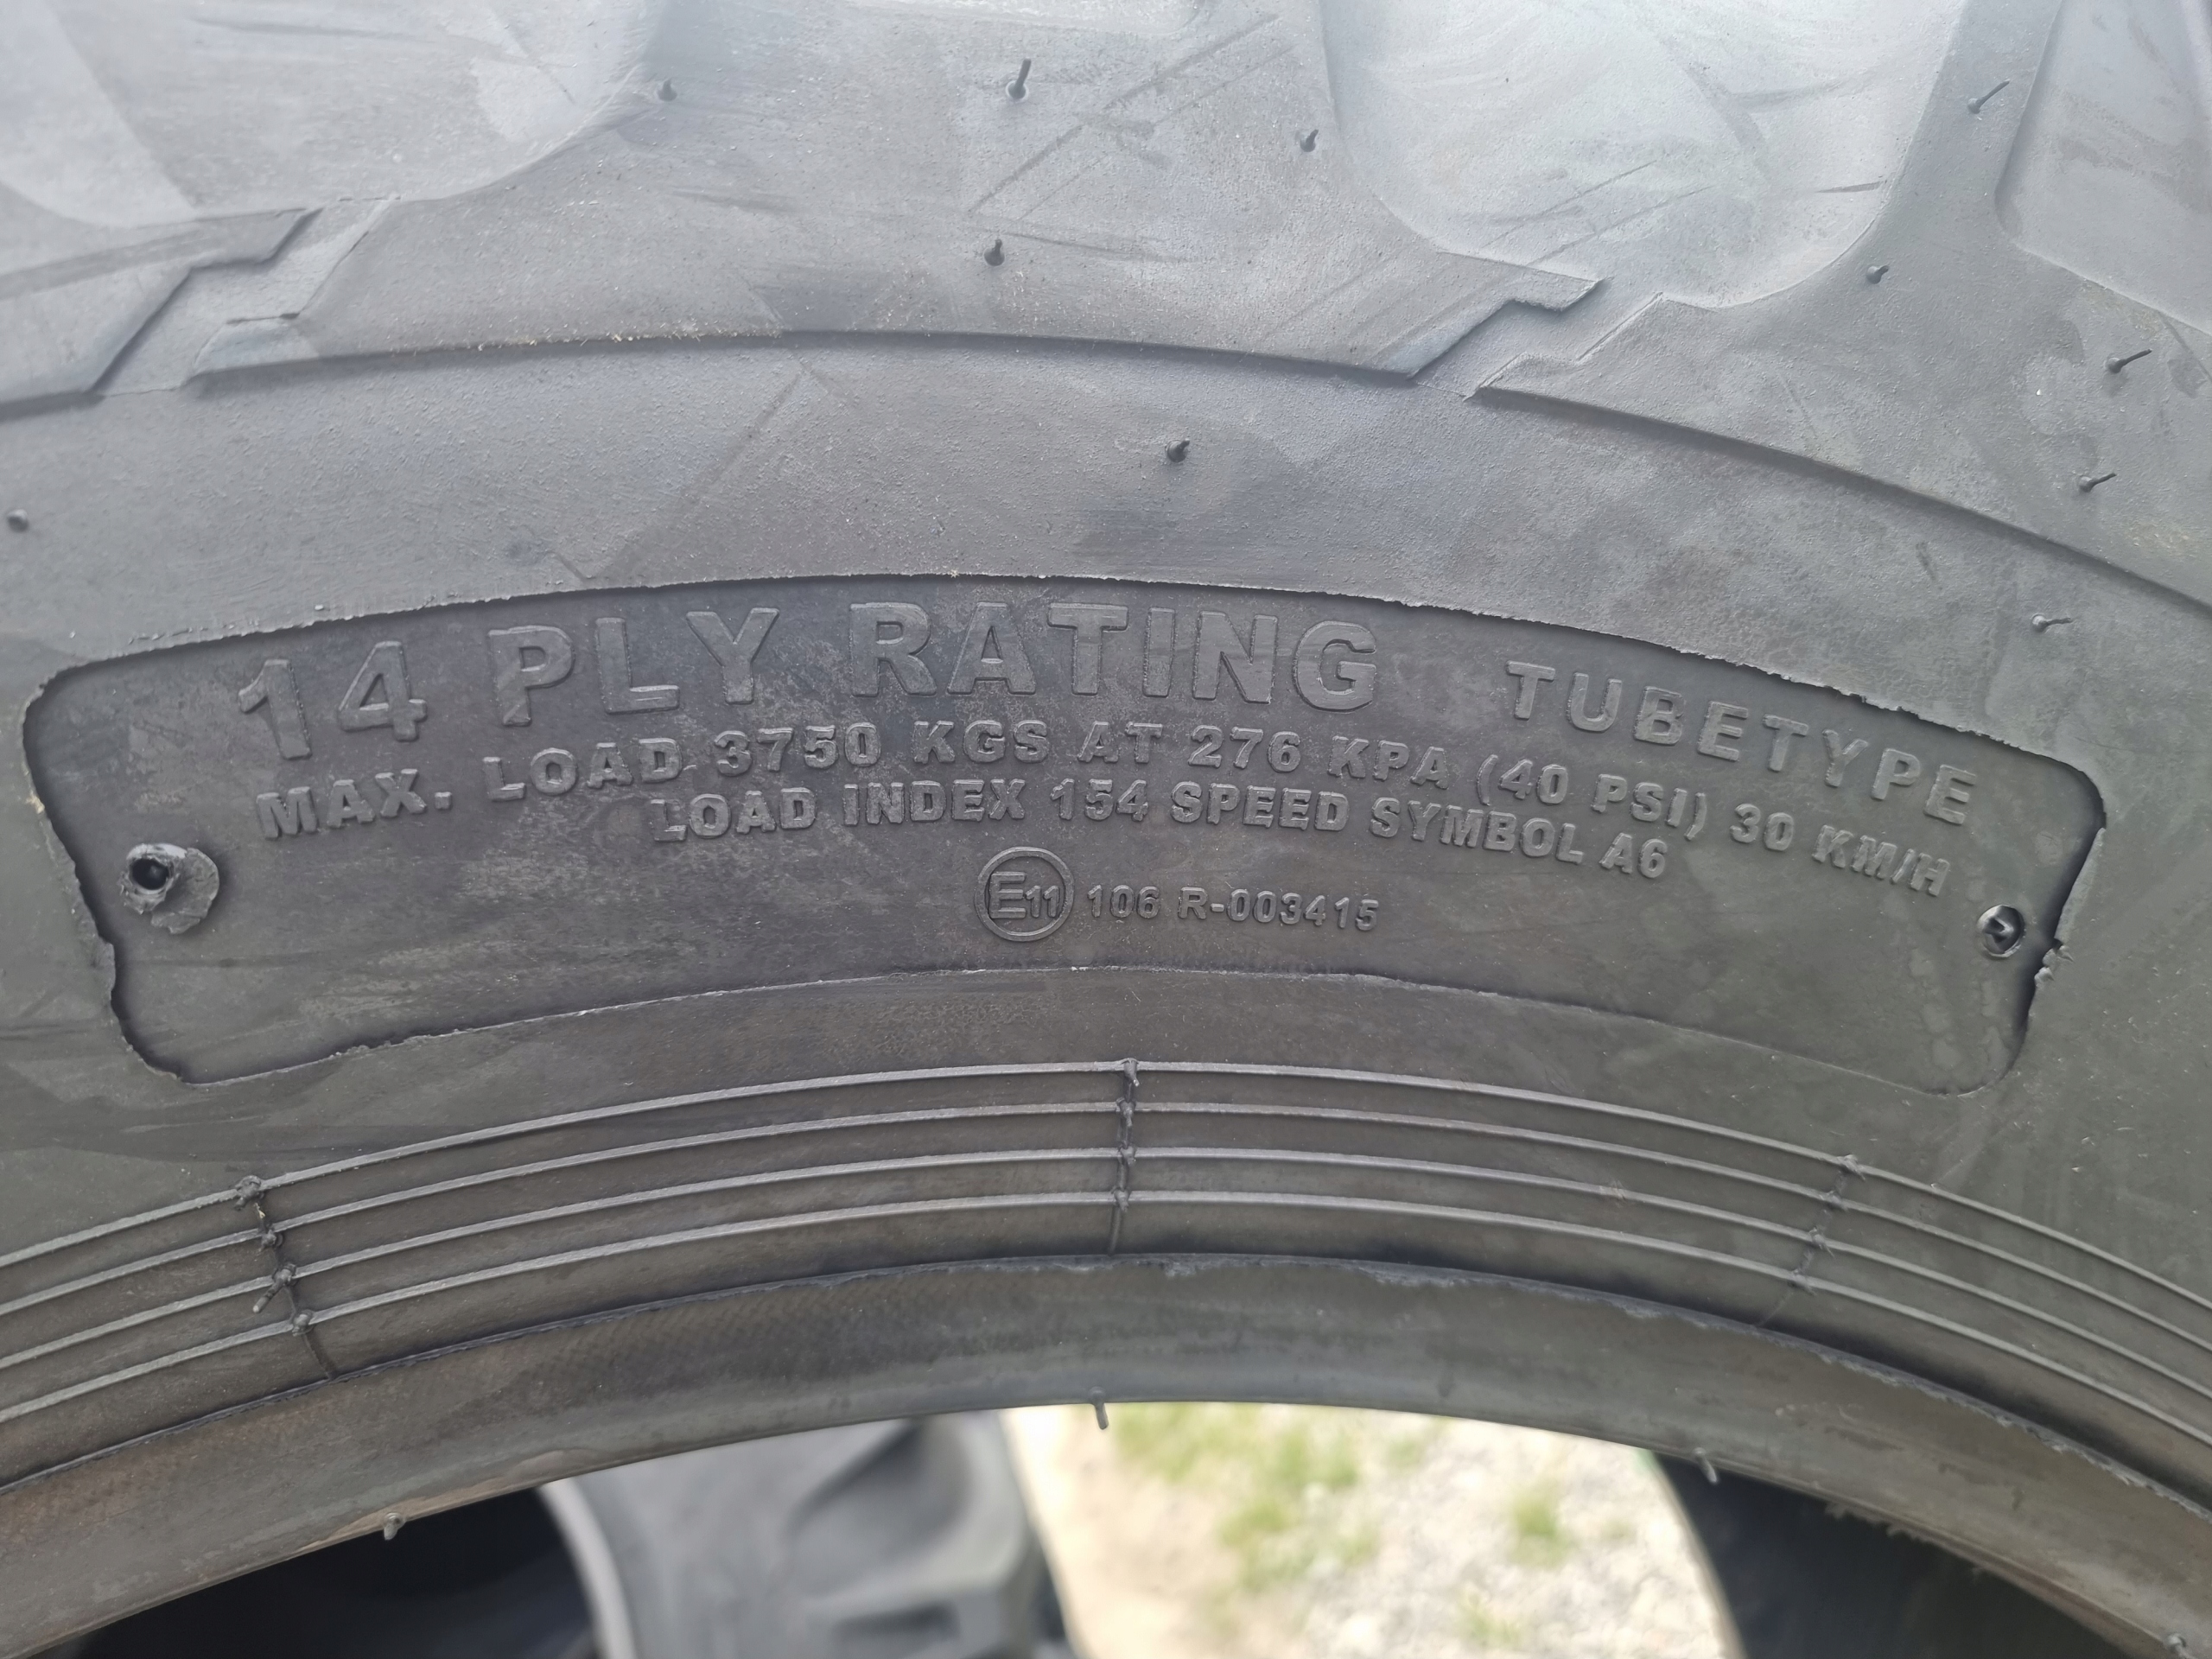 14 PLY RATING TUBETYPE
MAX. LOAD 3750 KGS AT 276 KPA (40 PSI) 30 KM/H
LOAD INDEX 154 SPEED SYMBOL A6
E11 106 R-003415